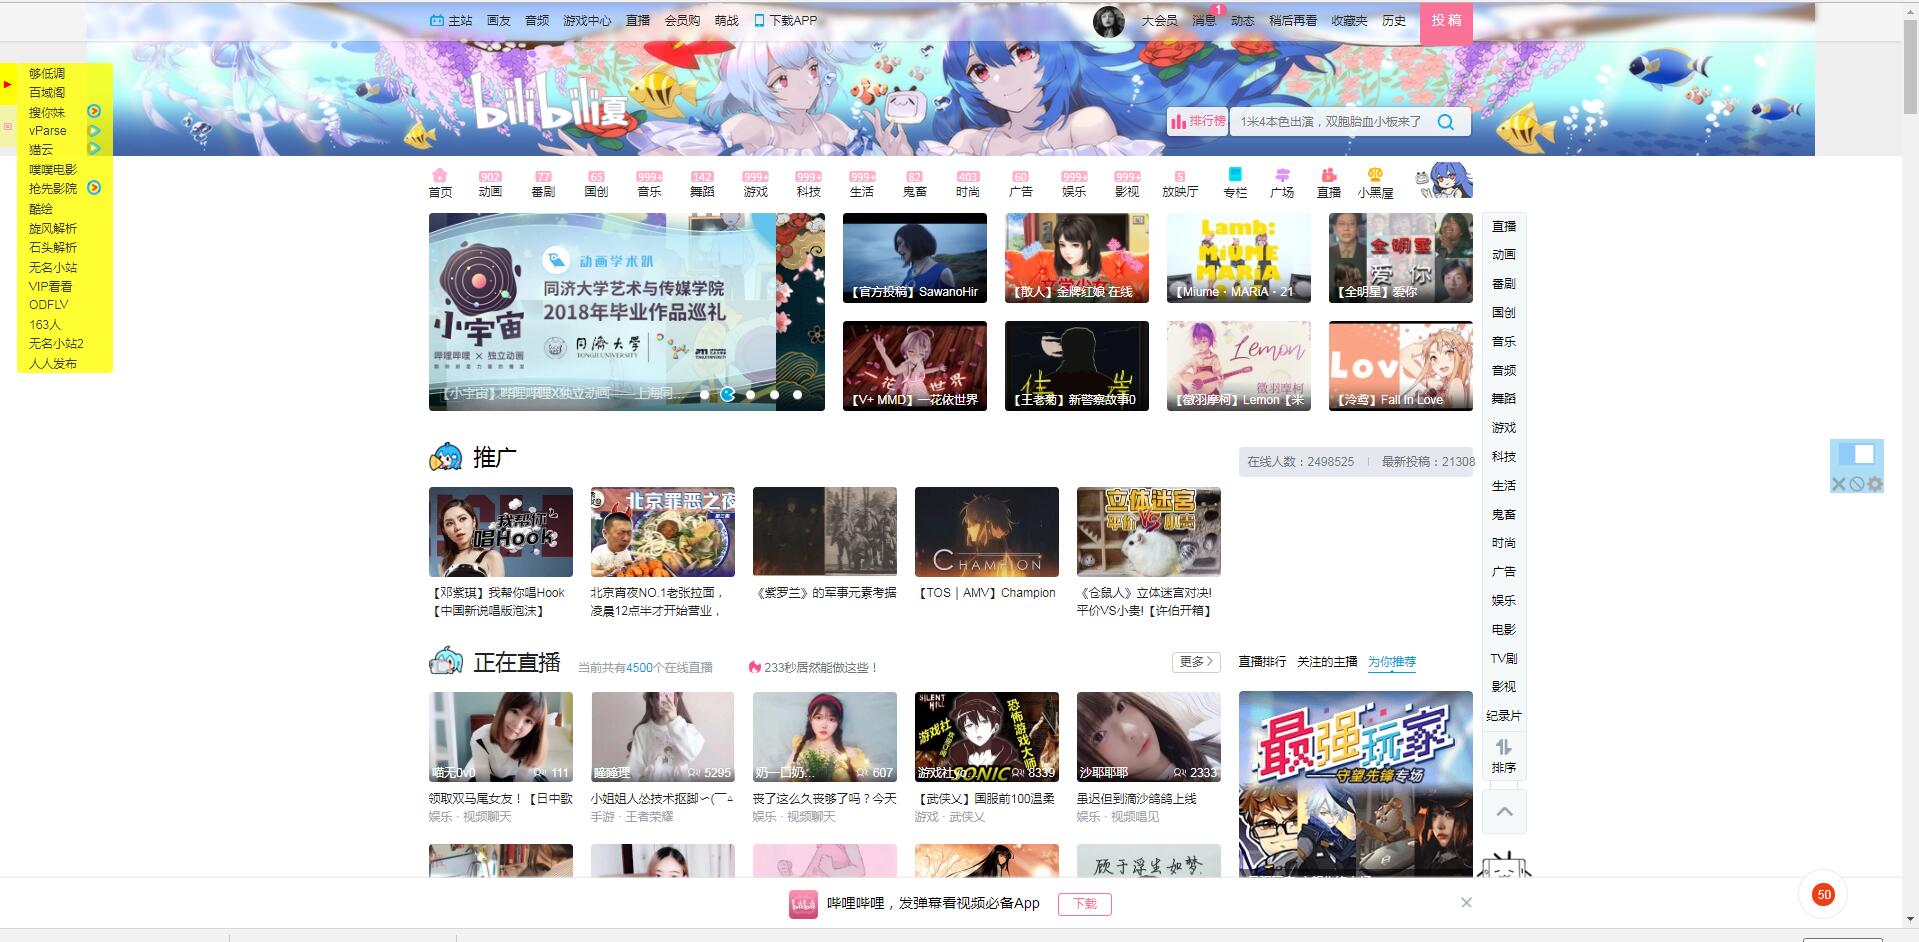 主站 画友 音频 游戏中心 直播 会员购 萌战 下载APP
大会员 消息 1 动态 稍后再看 收藏夹 历史 投稿
bilibili夏
排行榜 1米4本色出演，双胞胎血小板来了
够低调
百域阁
搜你妹
vParse
猫云
噗噗电影
抢先影院
酷绘
旋风解析
石头解析
无名小站
VIP看看
ODFLV
163人
无名小站2
人人发布
902 77 65 999+ 142 999+ 999+ 999+ 82 403 60 999+ 999+ 5
首页 动画 番剧 国创 音乐 舞蹈 游戏 科技 生活 鬼畜 时尚 广告 娱乐 影视 放映厅 专栏 广场 直播 小黑屋
动画学术趴
同济大学艺术与传媒学院
2018年毕业作品巡礼
小宇宙
哔哩哔哩 × 独立动画
同济大学
TONGJI UNIVERSITY
【小宇宙】哔哩哔哩X独立动画——上海同...
【官方投稿】SawanoHir
【散人】金牌红娘 在线
Lamb:
MiUME
MARiA
【Miume・MARiA・21
全明星
爱 你
【全明星】爱你
一花依世界
【V+ MMD】一花依世界
【王老菊】新警察故事0
Lemon
徵羽摩柯
【徵羽摩柯】Lemon【米
Lov
【泠鸢】Fall In Love
直播
动画
番剧
国创
音乐
音频
舞蹈
游戏
科技
生活
鬼畜
时尚
广告
娱乐
电影
TV剧
影视
纪录片
排序
推广
在线人数：2498525 最新投稿：21308
我帮你
唱Hook
北京罪恶之夜
CHAMPION
立体迷宫
平价VS小贵
【邓紫琪】我帮你唱Hook
【中国新说唱版泡沫】
北京宵夜NO.1老张拉面，
凌晨12点半才开始营业，
《紫罗兰》的军事元素考据
【TOS｜AMV】Champion
《仓鼠人》立体迷宫对决!
平价VS小贵!【许伯开箱】
正在直播 当前共有4500个在线直播 233秒居然能做这些！ 更多
直播排行 关注的主播 为你推荐
喵无0v0 111
瞳瞳理 5295
奶一口奶... 607
SILENT HILL
游戏社
恐怖游戏大师
SONIC
游戏社yo... 8339
沙耶耶耶 2333
领取双马尾女友！【日中歌
娱乐 · 视频聊天
小姐姐人怂技术抠脚
手游 · 王者荣耀
丧了这么久丧够了吗？今天
娱乐 · 视频聊天
【武侠乂】国服前100温柔
游戏 · 武侠乂
虽迟但到滴沙鸽鸽上线
娱乐 · 视频唱见
最强玩家
守望先锋专场
顾于浮生如梦
bilibili
哔哩哔哩，发弹幕看视频必备App 下载
50